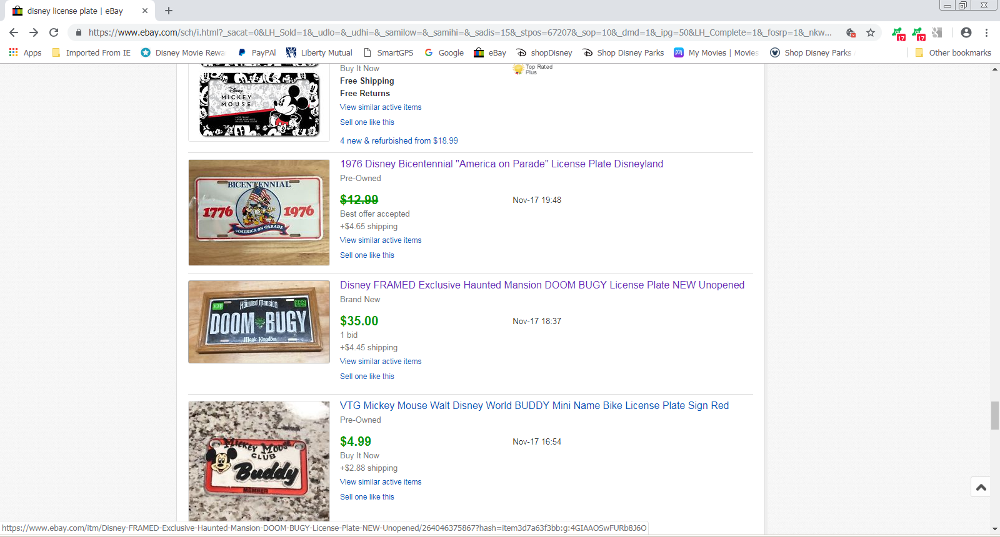 disney license plate | eBay
https://www.ebay.com/sch/i.html?_sacat=0&LH_Sold=1&_udlo=&_udhi=&_samilow=&_samihi=&_sadis=15&_stpos=67207&_sop=10&_dmd=1&_ipg=50&LH_Complete=1&_fosrp=1&_nkw...
17
17
Apps
Imported From IE
Disney Movie Rewa
PayPAl
Liberty Mutual
SmartGPS
Google
eBay
shopDisney
Shop Disney Parks
My Movies | Movies
Shop Disney Parks
Other bookmarks
Disney
MICKEY
MOUSE
Buy It Now
Top Rated
Plus
Free Shipping
Free Returns
View similar active items
Sell one like this
4 new & refurbished from $18.99
BICENTENNIAL
1776
1976
AMERICA ON PARADE
1976 Disney Bicentennial "America on Parade" License Plate Disneyland
Pre-Owned
$12.99
Nov-17 19:48
Best offer accepted
+$4.65 shipping
View similar active items
Sell one like this
Haunted Mansion
999
DOOM BUGY
Magic Kingdom
Disney FRAMED Exclusive Haunted Mansion DOOM BUGY License Plate NEW Unopened
Brand New
$35.00
Nov-17 18:37
1 bid
+$4.45 shipping
View similar active items
Sell one like this
MICKEY MOUSE
CLUB
Buddy
MEMBER
VTG Mickey Mouse Walt Disney World BUDDY Mini Name Bike License Plate Sign Red
Pre-Owned
$4.99
Nov-17 16:54
Buy It Now
+$2.88 shipping
View similar active items
Sell one like this
https://www.ebay.com/itm/Disney-FRAMED-Exclusive-Haunted-Mansion-DOOM-BUGY-License-Plate-NEW-Unopened/264046375867?hash=item3d7a63f3bb:g:4GIAAOSwFURb8J6O